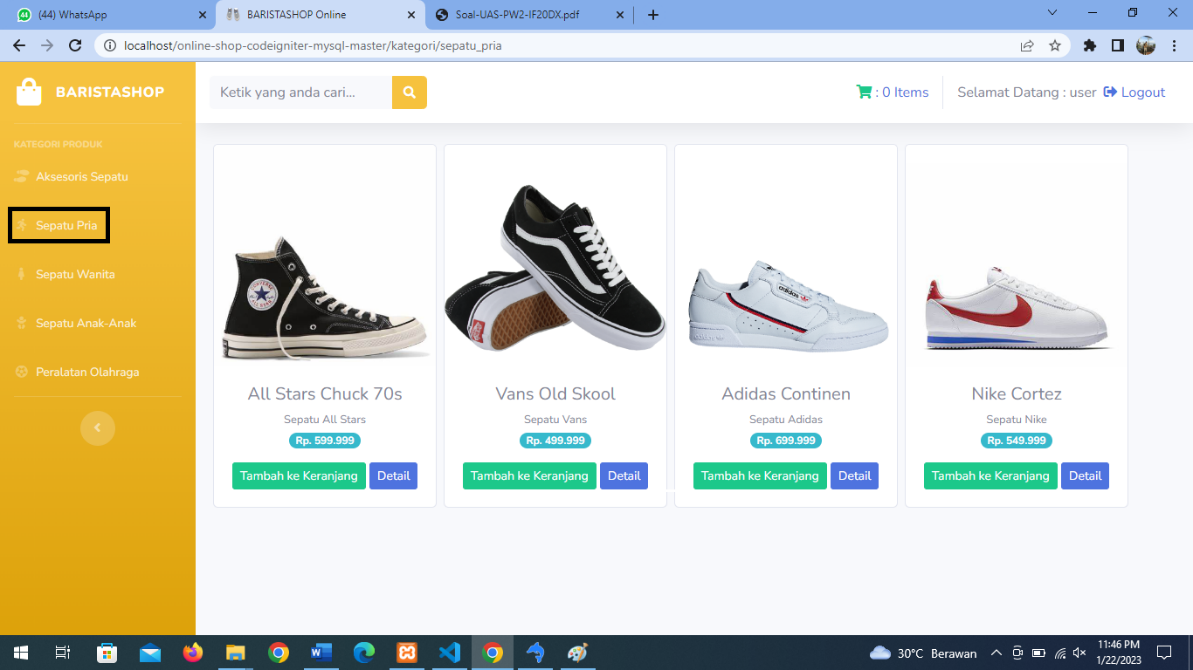 (44) WhatsApp
BARISTASHOP Online
Soal-UAS-PW2-IF20DX.pdf
localhost/online-shop-codeigniter-mysql-master/kategori/sepatu_pria
BARISTASHOP
Ketik yang anda cari...
: 0 Items
Selamat Datang : user
Logout
KATEGORI PRODUK
Aksesoris Sepatu
Sepatu Pria
Sepatu Wanita
Sepatu Anak-Anak
Peralatan Olahraga
All Stars Chuck 70s
Sepatu All Stars
Rp. 599.999
Tambah ke Keranjang
Detail
Vans Old Skool
Sepatu Vans
Rp. 499.999
Tambah ke Keranjang
Detail
adidas
Adidas Continen
Sepatu Adidas
Rp. 699.999
Tambah ke Keranjang
Detail
Nike Cortez
Sepatu Nike
Rp. 549.999
Tambah ke Keranjang
Detail
30°C Berawan
11:46 PM
1/22/2023